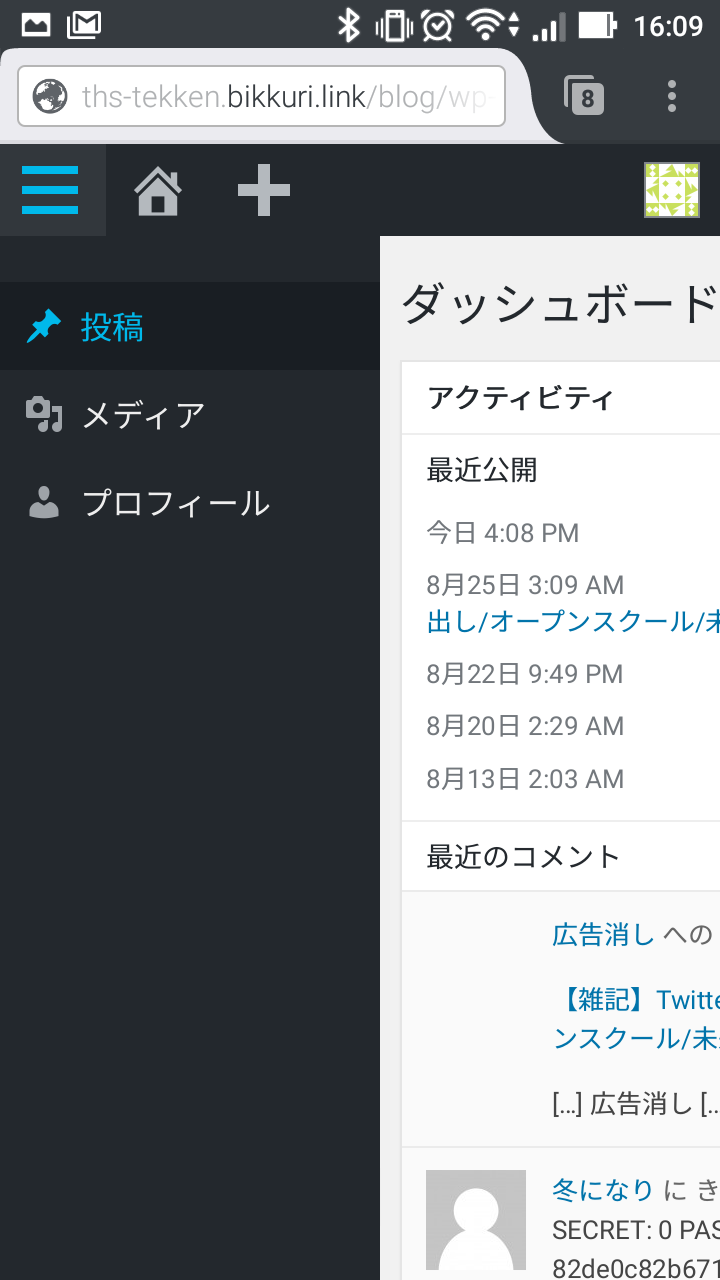 16:09
ths-tekken.bikkuri.link/blog/wp-
8
投稿
メディア
プロフィール
ダッシュボード
アクティビティ
最近公開
今日 4:08 PM
8月25日 3:09 AM
出し/オープンスクール/未
8月22日 9:49 PM
8月20日 2:29 AM
8月13日 2:03 AM
最近のコメント
広告消し への
【雑記】Twitte
ンスクール/未
[…] 広告消し [..
冬になり に き
SECRET: 0 PAS
82de0c82b671